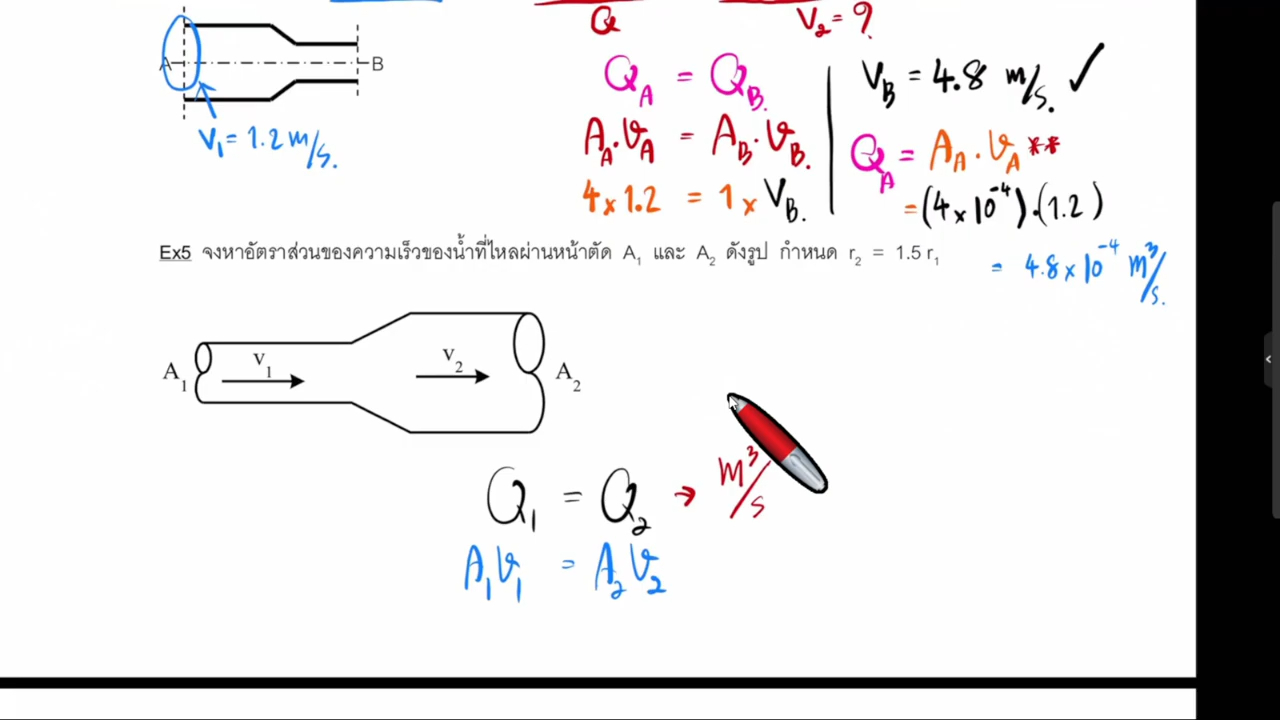 Q
V₂ = ?
A
B
V₁ = 1.2 m/s.
Q_A = Q_B.
A_A·V_A = A_B·V_B.
4 x 1.2 = 1 x V_B.
V_B = 4.8 m/s. ✓
Q_A = A_A·V_A **
= (4 x 10⁻⁴)·(1.2)
= 4.8 x 10⁻⁴ m³/s.
Ex5 จงหาอัตราส่วนของความเร็วของน้ำที่ไหลผ่านหน้าตัด A₁ และ A₂ ดังรูป กำหนด r₂ = 1.5 r₁
A₁
v₁
v₂
A₂
Q₁ = Q₂ → m³/s
A₁V₁ = A₂V₂